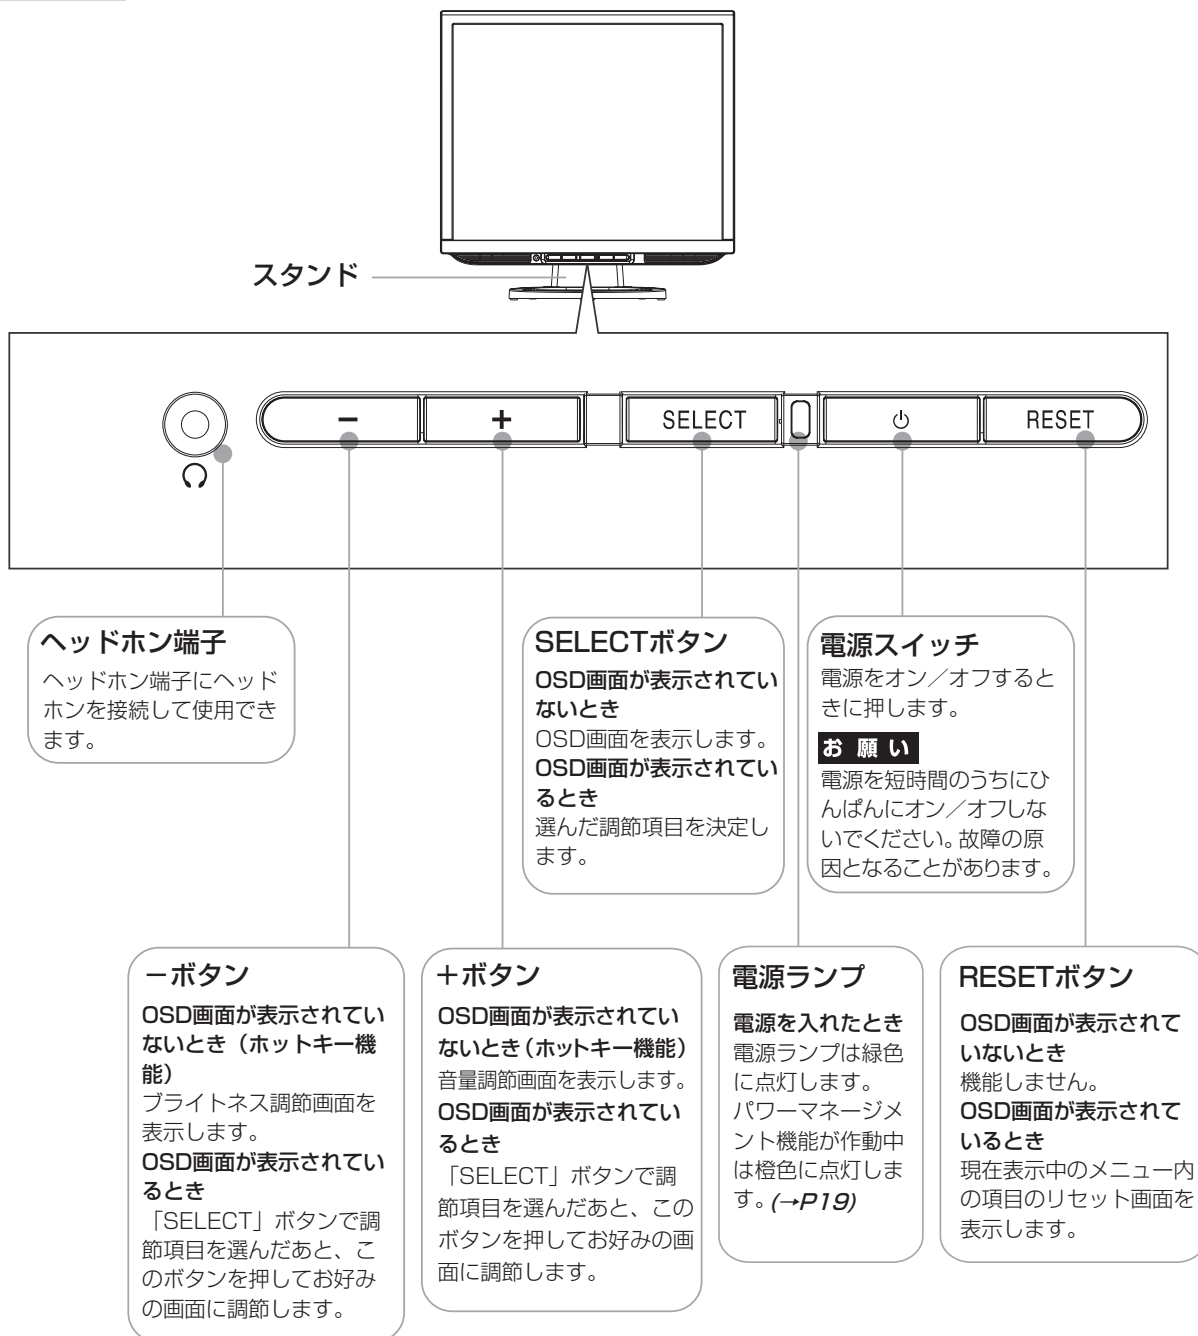 スタンド
− + SELECT RESET
ヘッドホン端子
ヘッドホン端子にヘッド
ホンを接続して使用でき
ます。
SELECTボタン
OSD画面が表示されてい
ないとき
OSD画面を表示します。
OSD画面が表示されてい
るとき
選んだ調節項目を決定し
ます。
電源スイッチ
電源をオン／オフすると
きに押します。
お願い
電源を短時間のうちにひ
んぱんにオン／オフしな
いでください。故障の原
因となることがあります。
−ボタン
OSD画面が表示されてい
ないとき（ホットキー機
能）
ブライトネス調節画面を
表示します。
OSD画面が表示されてい
るとき
「SELECT」ボタンで調
節項目を選んだあと、こ
のボタンを押してお好み
の画面に調節します。
＋ボタン
OSD画面が表示されてい
ないとき（ホットキー機能）
音量調節画面を表示します。
OSD画面が表示されてい
るとき
「SELECT」ボタンで調
節項目を選んだあと、この
ボタンを押してお好みの画
面に調節します。
電源ランプ
電源を入れたとき
電源ランプは緑色
に点灯します。
パワーマネージメ
ント機能が作動中
は橙色に点灯しま
す。(→P19)
RESETボタン
OSD画面が表示されて
いないとき
機能しません。
OSD画面が表示されて
いるとき
現在表示中のメニュー内
の項目のリセット画面を
表示します。